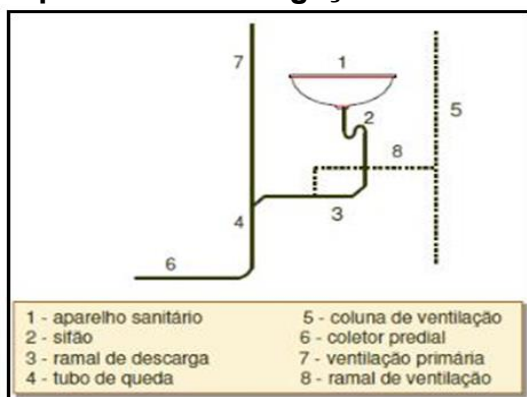 7
1
2
5
8
4
3
6
1 - aparelho sanitário
2 - sifão
3 - ramal de descarga
4 - tubo de queda
5 - coluna de ventilação
6 - coletor predial
7 - ventilação primária
8 - ramal de ventilação